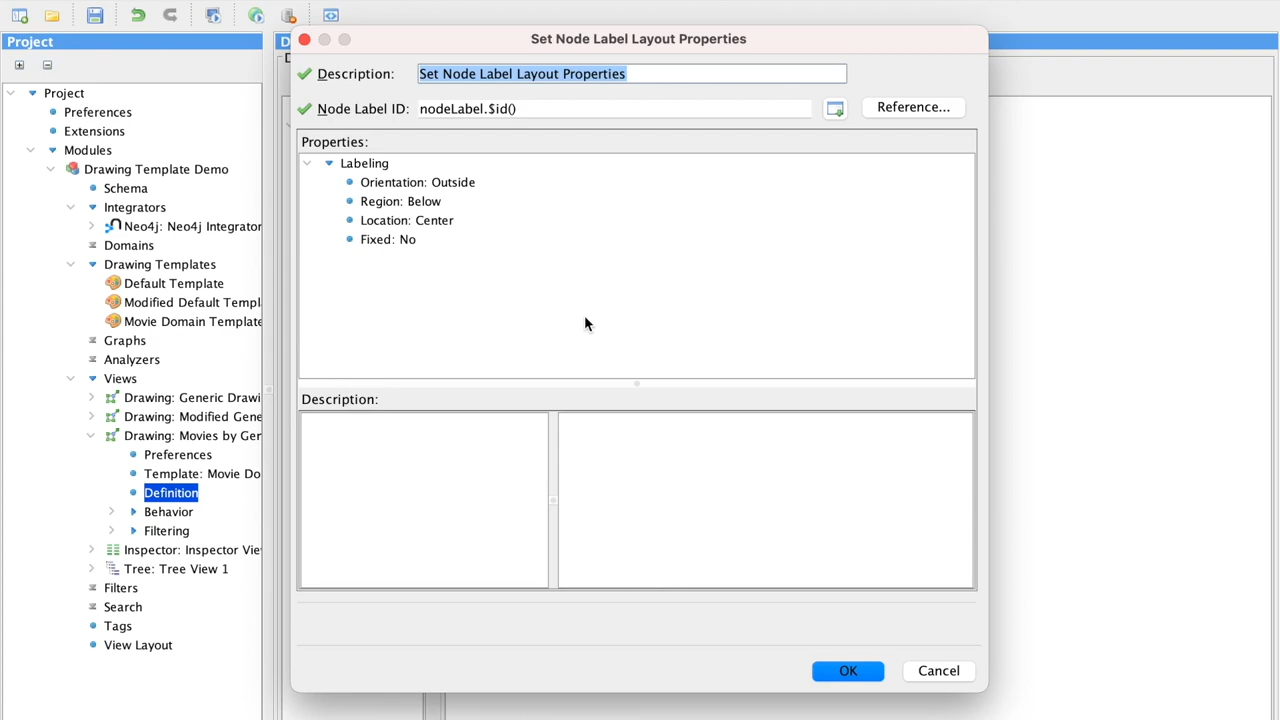 Project
Project
Preferences
Extensions
Modules
Drawing Template Demo
Schema
Integrators
Neo4j: Neo4j Integrator
Domains
Drawing Templates
Default Template
Modified Default Templ
Movie Domain Template
Graphs
Analyzers
Views
Drawing: Generic Drawi
Drawing: Modified Gene
Drawing: Movies by Ger
Preferences
Template: Movie Do
Definition
Behavior
Filtering
Inspector: Inspector Vie
Tree: Tree View 1
Filters
Search
Tags
View Layout
Set Node Label Layout Properties
Description: Set Node Label Layout Properties
Node Label ID: nodeLabel.$id() Reference...
Properties:
Labeling
Orientation: Outside
Region: Below
Location: Center
Fixed: No
Description:
OK Cancel